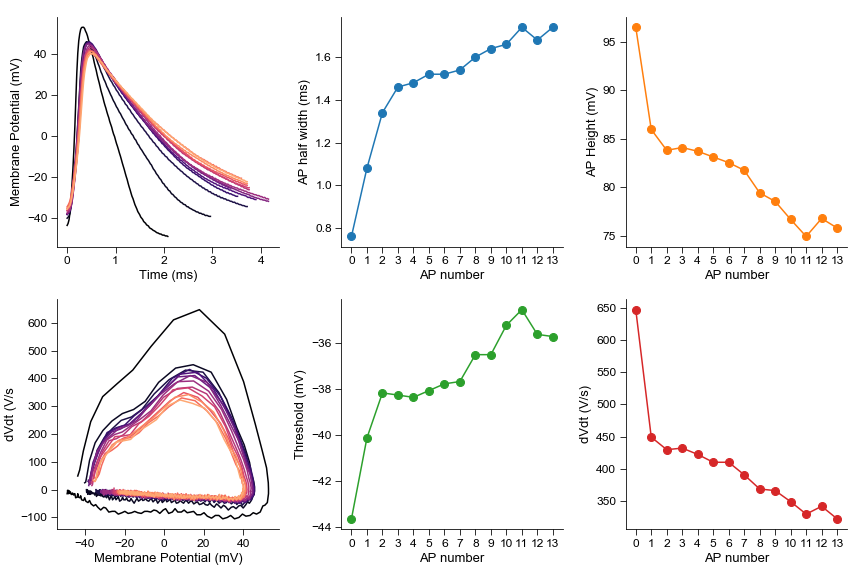 Membrane Potential (mV)
40
20
0
−20
−40
0 1 2 3 4
Time (ms)
AP half width (ms)
1.6
1.4
1.2
1.0
0.8
0 1 2 3 4 5 6 7 8 9 10 11 12 13
AP number
AP Height (mV)
95
90
85
80
75
0 1 2 3 4 5 6 7 8 9 10 11 12 13
AP number
dVdt (V/s
600
500
400
300
200
100
0
−100
−40 −20 0 20 40
Membrane Potential (mV)
Threshold (mV)
−36
−38
−40
−42
−44
0 1 2 3 4 5 6 7 8 9 10 11 12 13
AP number
dVdt (V/s)
650
600
550
500
450
400
350
0 1 2 3 4 5 6 7 8 9 10 11 12 13
AP number